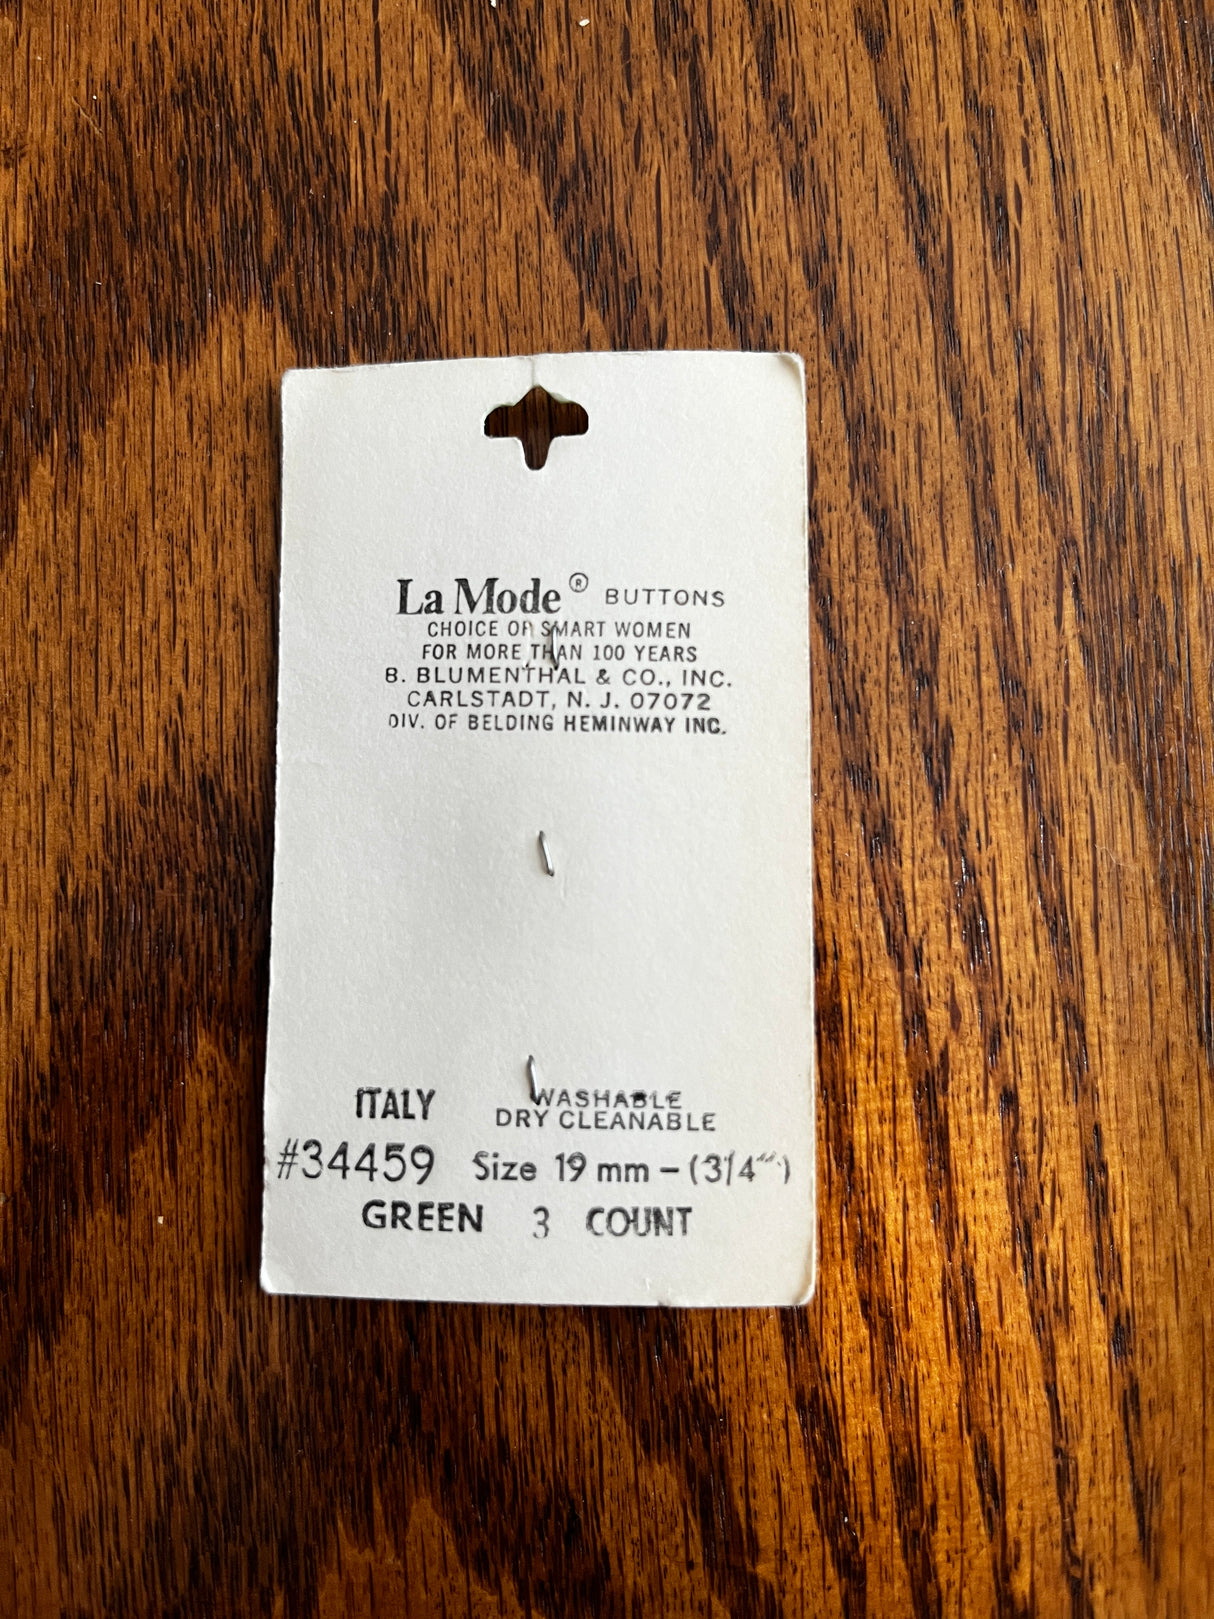 La Mode® BUTTONS
CHOICE OF SMART WOMEN
FOR MORE THAN 100 YEARS
B. BLUMENTHAL & CO., INC.
CARLSTADT, N. J. 07072
DIV. OF BELDING HEMINWAY INC.
ITALY WASHABLE
DRY CLEANABLE
#34459 Size 19 mm – (3/4")
GREEN 3 COUNT